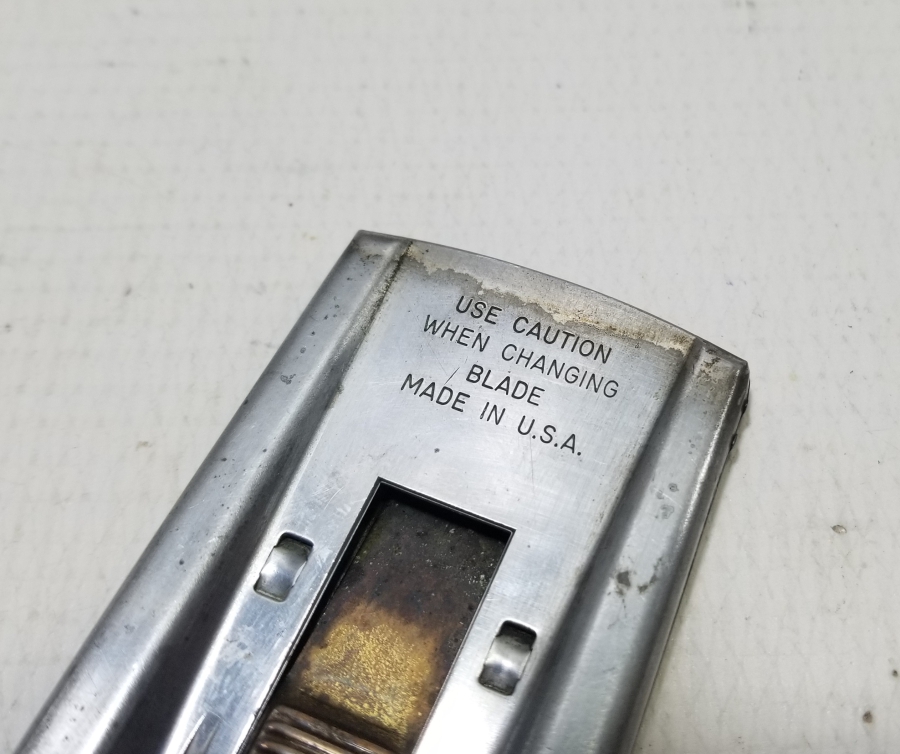 USE CAUTION
WHEN CHANGING
BLADE
MADE IN U.S.A.